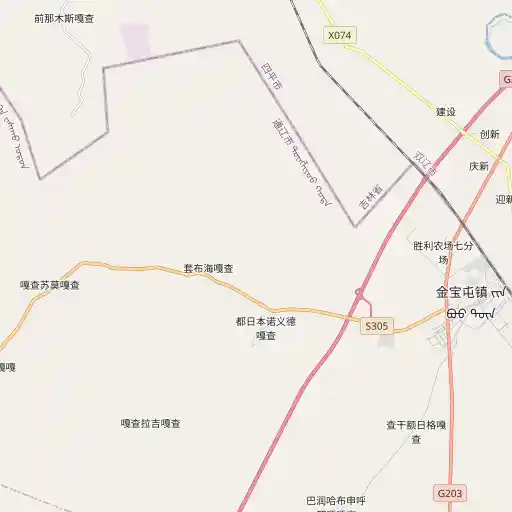 前那木斯嘎查
X074
G
四平市
建设
创新
通辽市
双辽市
庆新
吉林省
迎新
胜利农场七分
场
套布海嘎查
嘎查苏莫嘎查
金宝屯镇
都日本诺义德
嘎查
S305
嘎嘎
嘎查拉吉嘎查
查干额日格嘎
查
G203
巴润哈布申呼